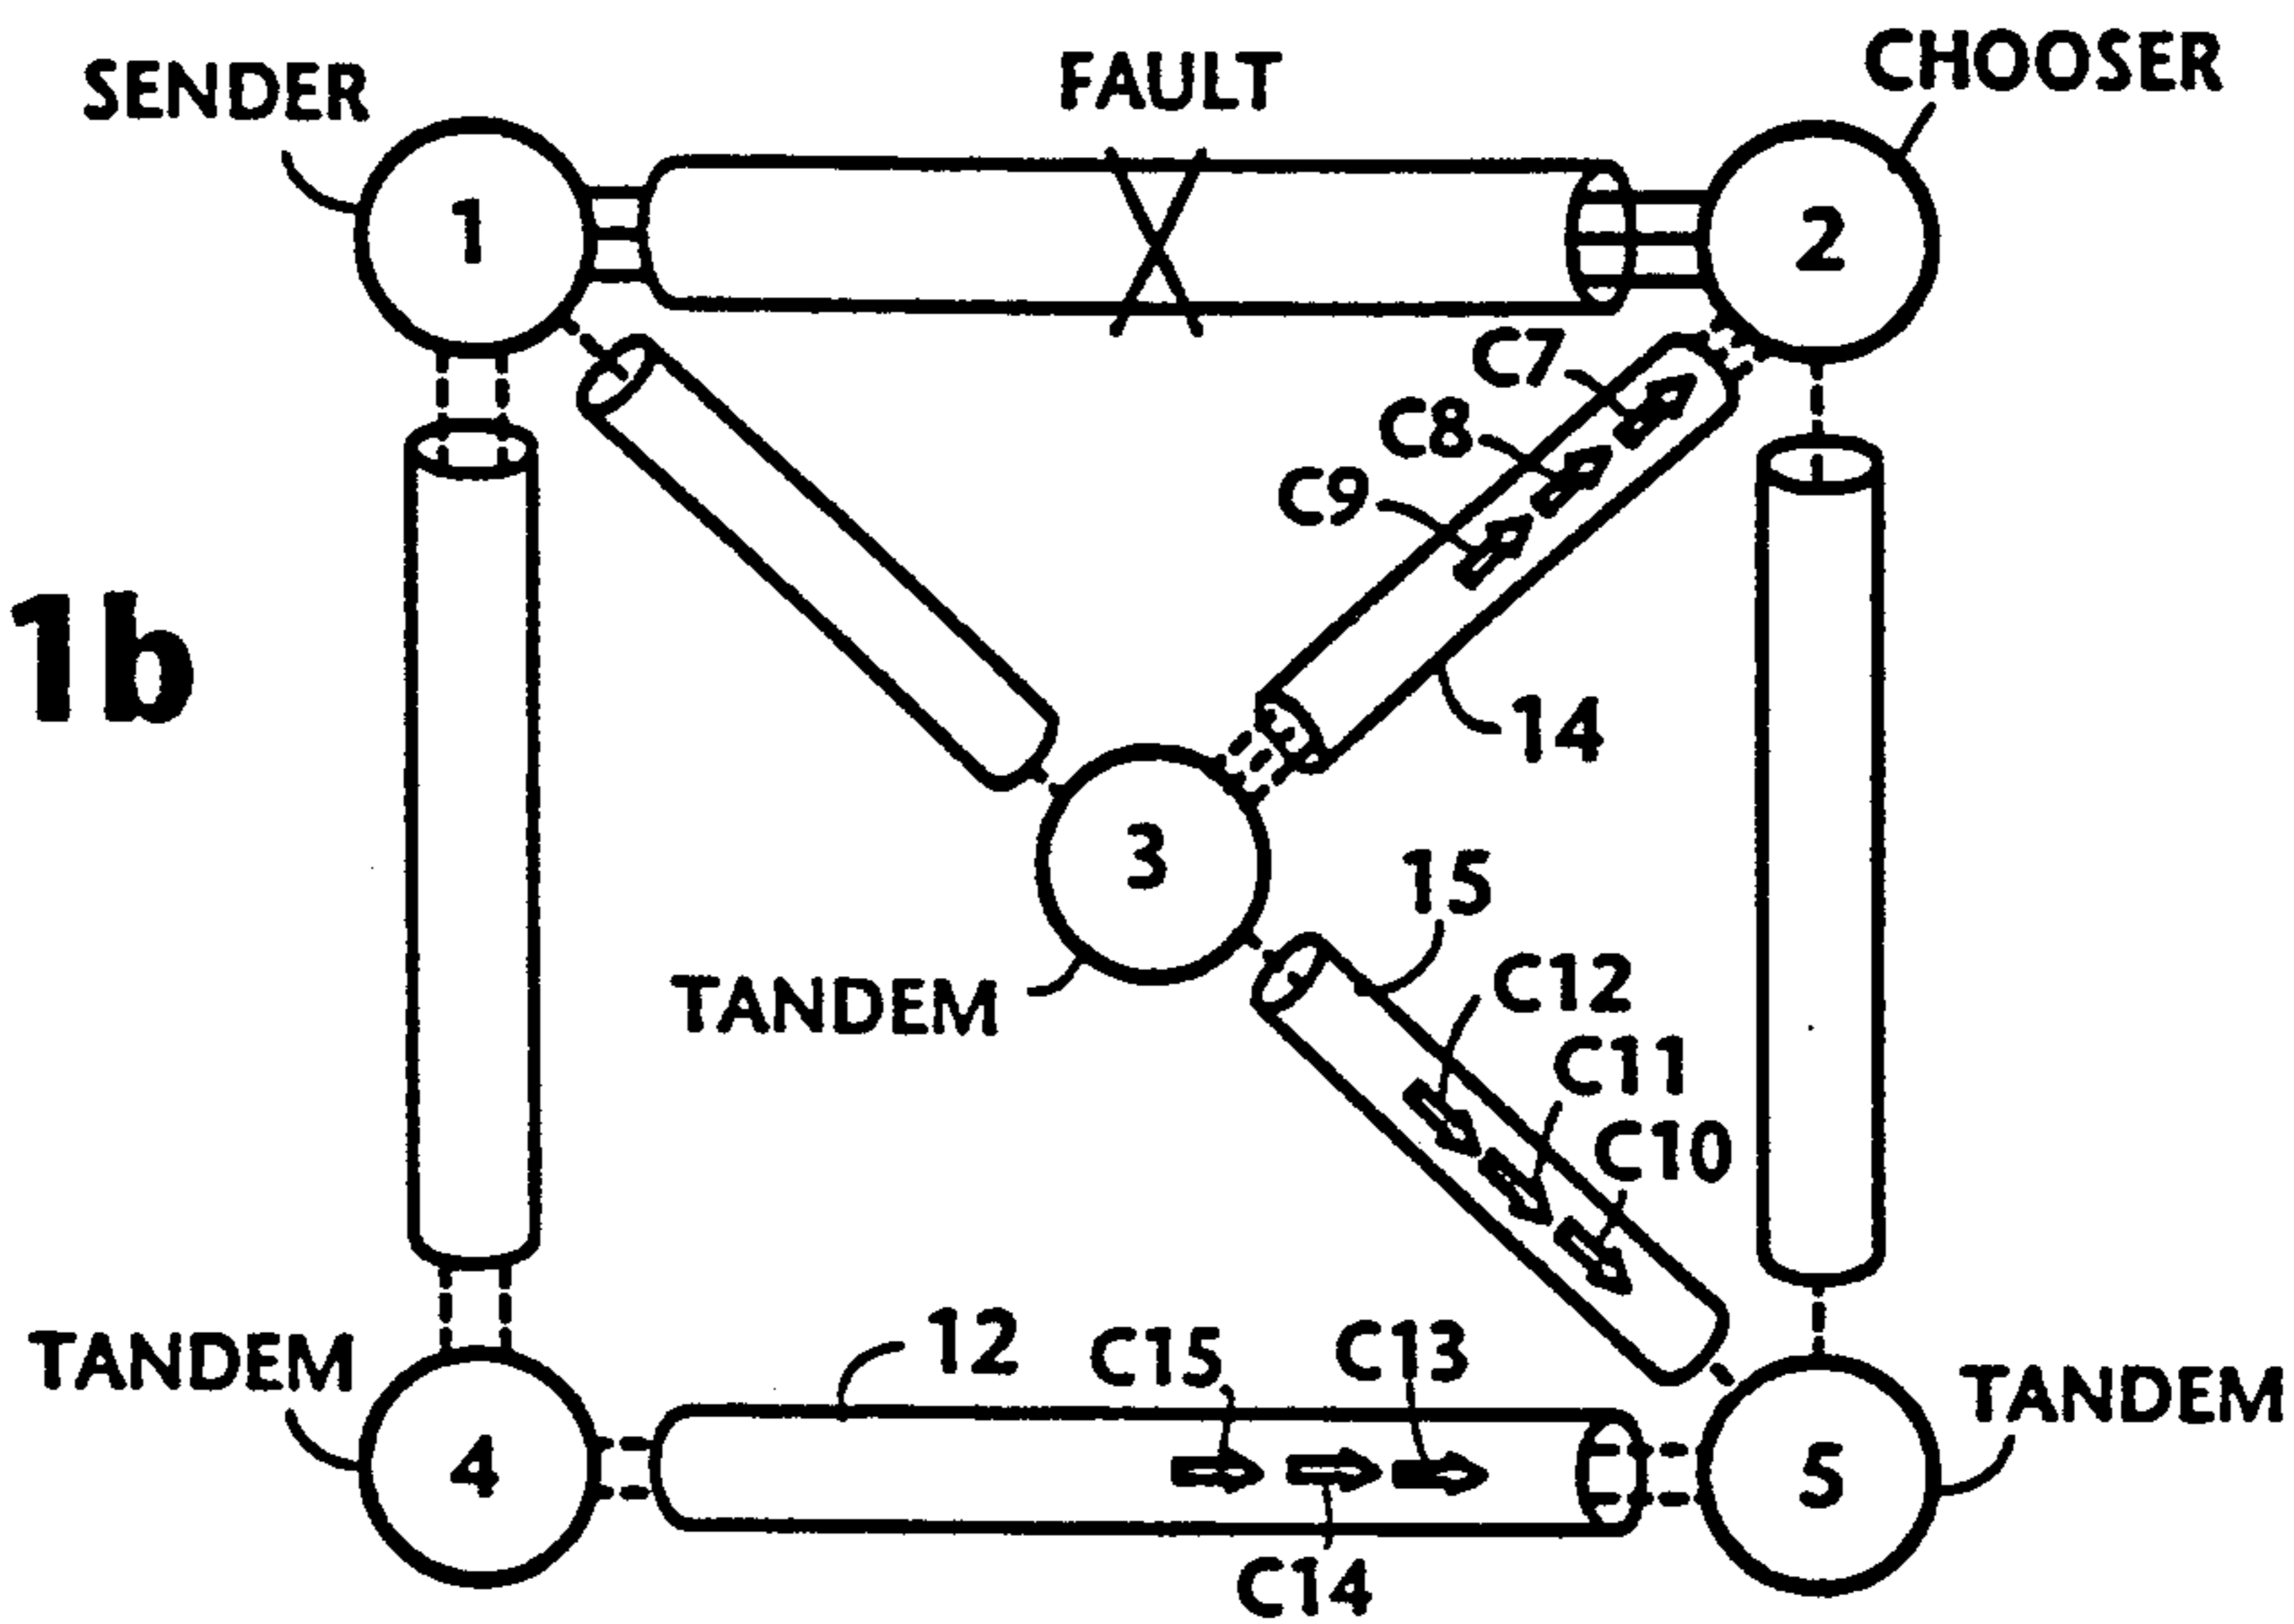 SENDER
FAULT
CHOOSER
1
2
C7
C8
C9
1b
14
3
15
TANDEM
C12
C11
C10
12
C15
C13
TANDEM
TANDEM
4
5
C14